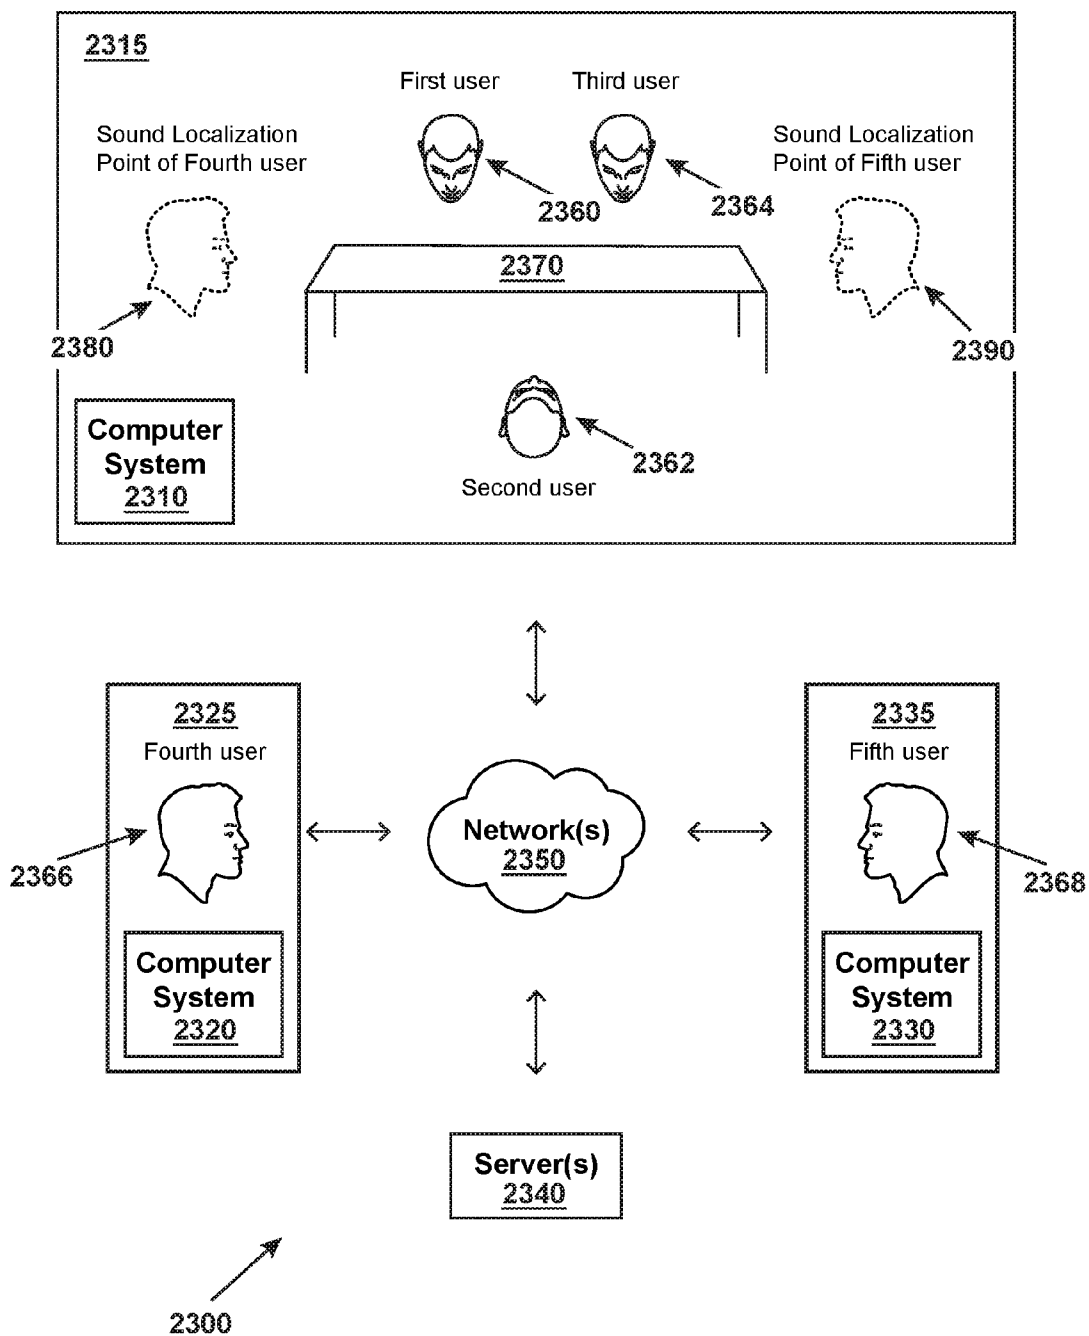 2315
First user
Third user
Sound Localization
Point of Fourth user
Sound Localization
Point of Fifth user
2360
2364
2370
2380
2390
Computer
System
2310
2362
Second user
2325
Fourth user
2335
Fifth user
Network(s)
2350
2366
2368
Computer
System
2320
Computer
System
2330
Server(s)
2340
2300